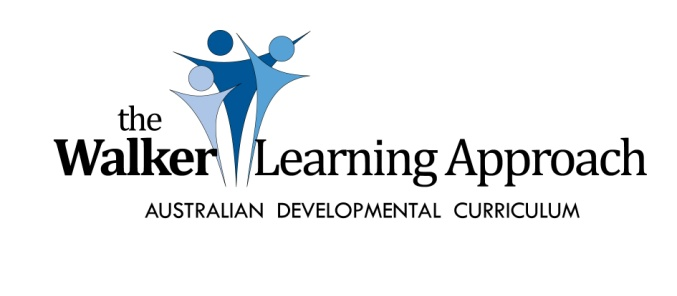 the
Walker Learning Approach
AUSTRALIAN DEVELOPMENTAL CURRICULUM